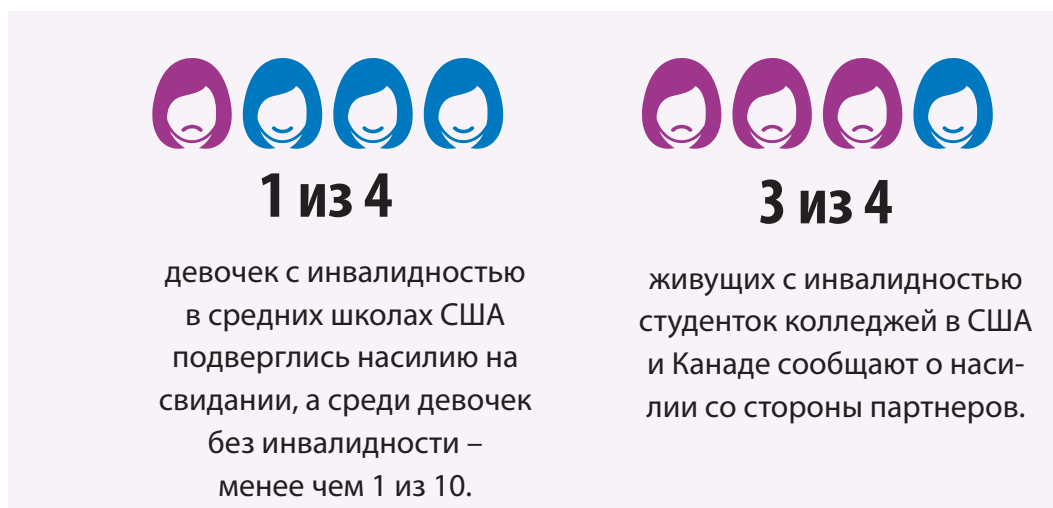 1 из 4
девочек с инвалидностью
в средних школах США
подверглись насилию на
свидании, а среди девочек
без инвалидности –
менее чем 1 из 10.
3 из 4
живущих с инвалидностью
студенток колледжей в США
и Канаде сообщают о наси-
лии со стороны партнеров.